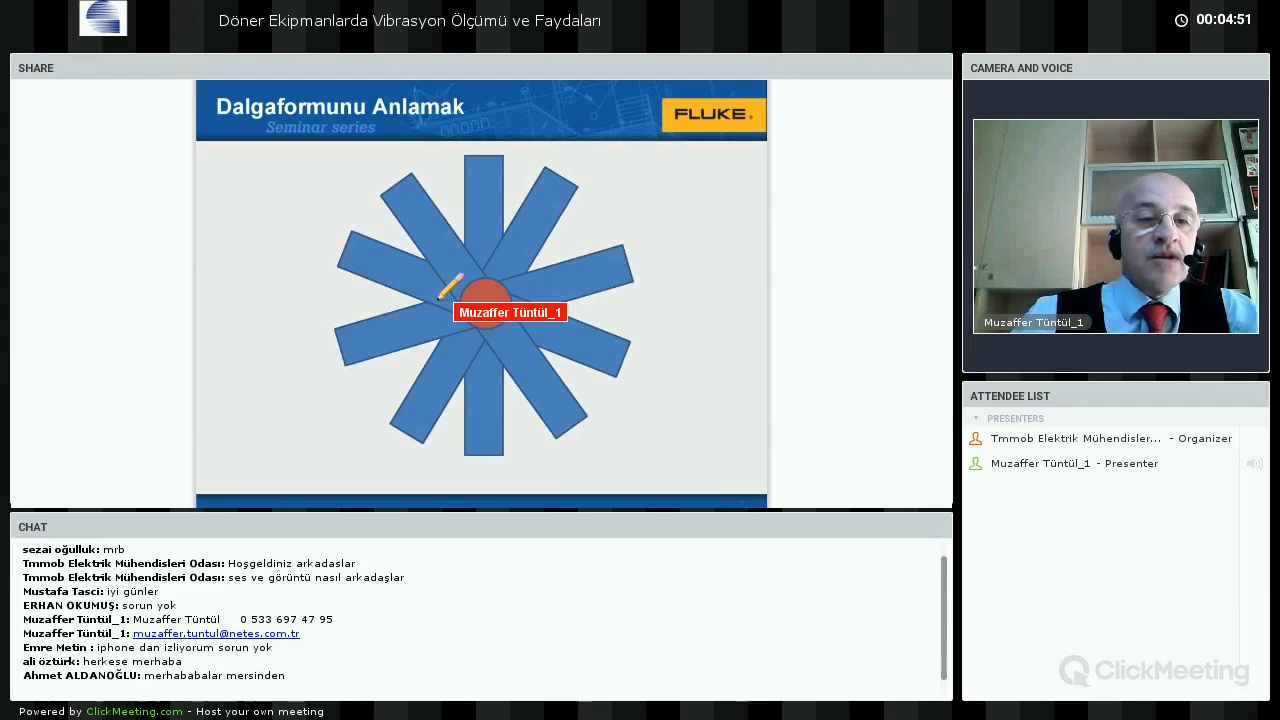 Döner Ekipmanlarda Vibrasyon Ölçümü ve Faydaları
00:04:51
SHARE
Dalgaformunu Anlamak
Seminar series
FLUKE®
Muzaffer Tüntül_1
CAMERA AND VOICE
Muzaffer Tüntül_1
ATTENDEE LIST
PRESENTERS
Tmmob Elektrik Mühendisler... - Organizer
Muzaffer Tüntül_1 - Presenter
CHAT
sezai oğulluk: mrb
Tmmob Elektrik Mühendisleri Odası: Hoşgeldiniz arkadaslar
Tmmob Elektrik Mühendisleri Odası: ses ve görüntü nasıl arkadaşlar
Mustafa Tasci: iyi günler
ERHAN OKUMUŞ: sorun yok
Muzaffer Tüntül_1: Muzaffer Tüntül 0 533 697 47 95
Muzaffer Tüntül_1: muzaffer.tuntul@netes.com.tr
Emre Metin : iphone dan izliyorum sorun yok
ali öztürk: herkese merhaba
Ahmet ALDANOĞLU: merhababalar mersinden
ClickMeeting
Powered by ClickMeeting.com - Host your own meeting